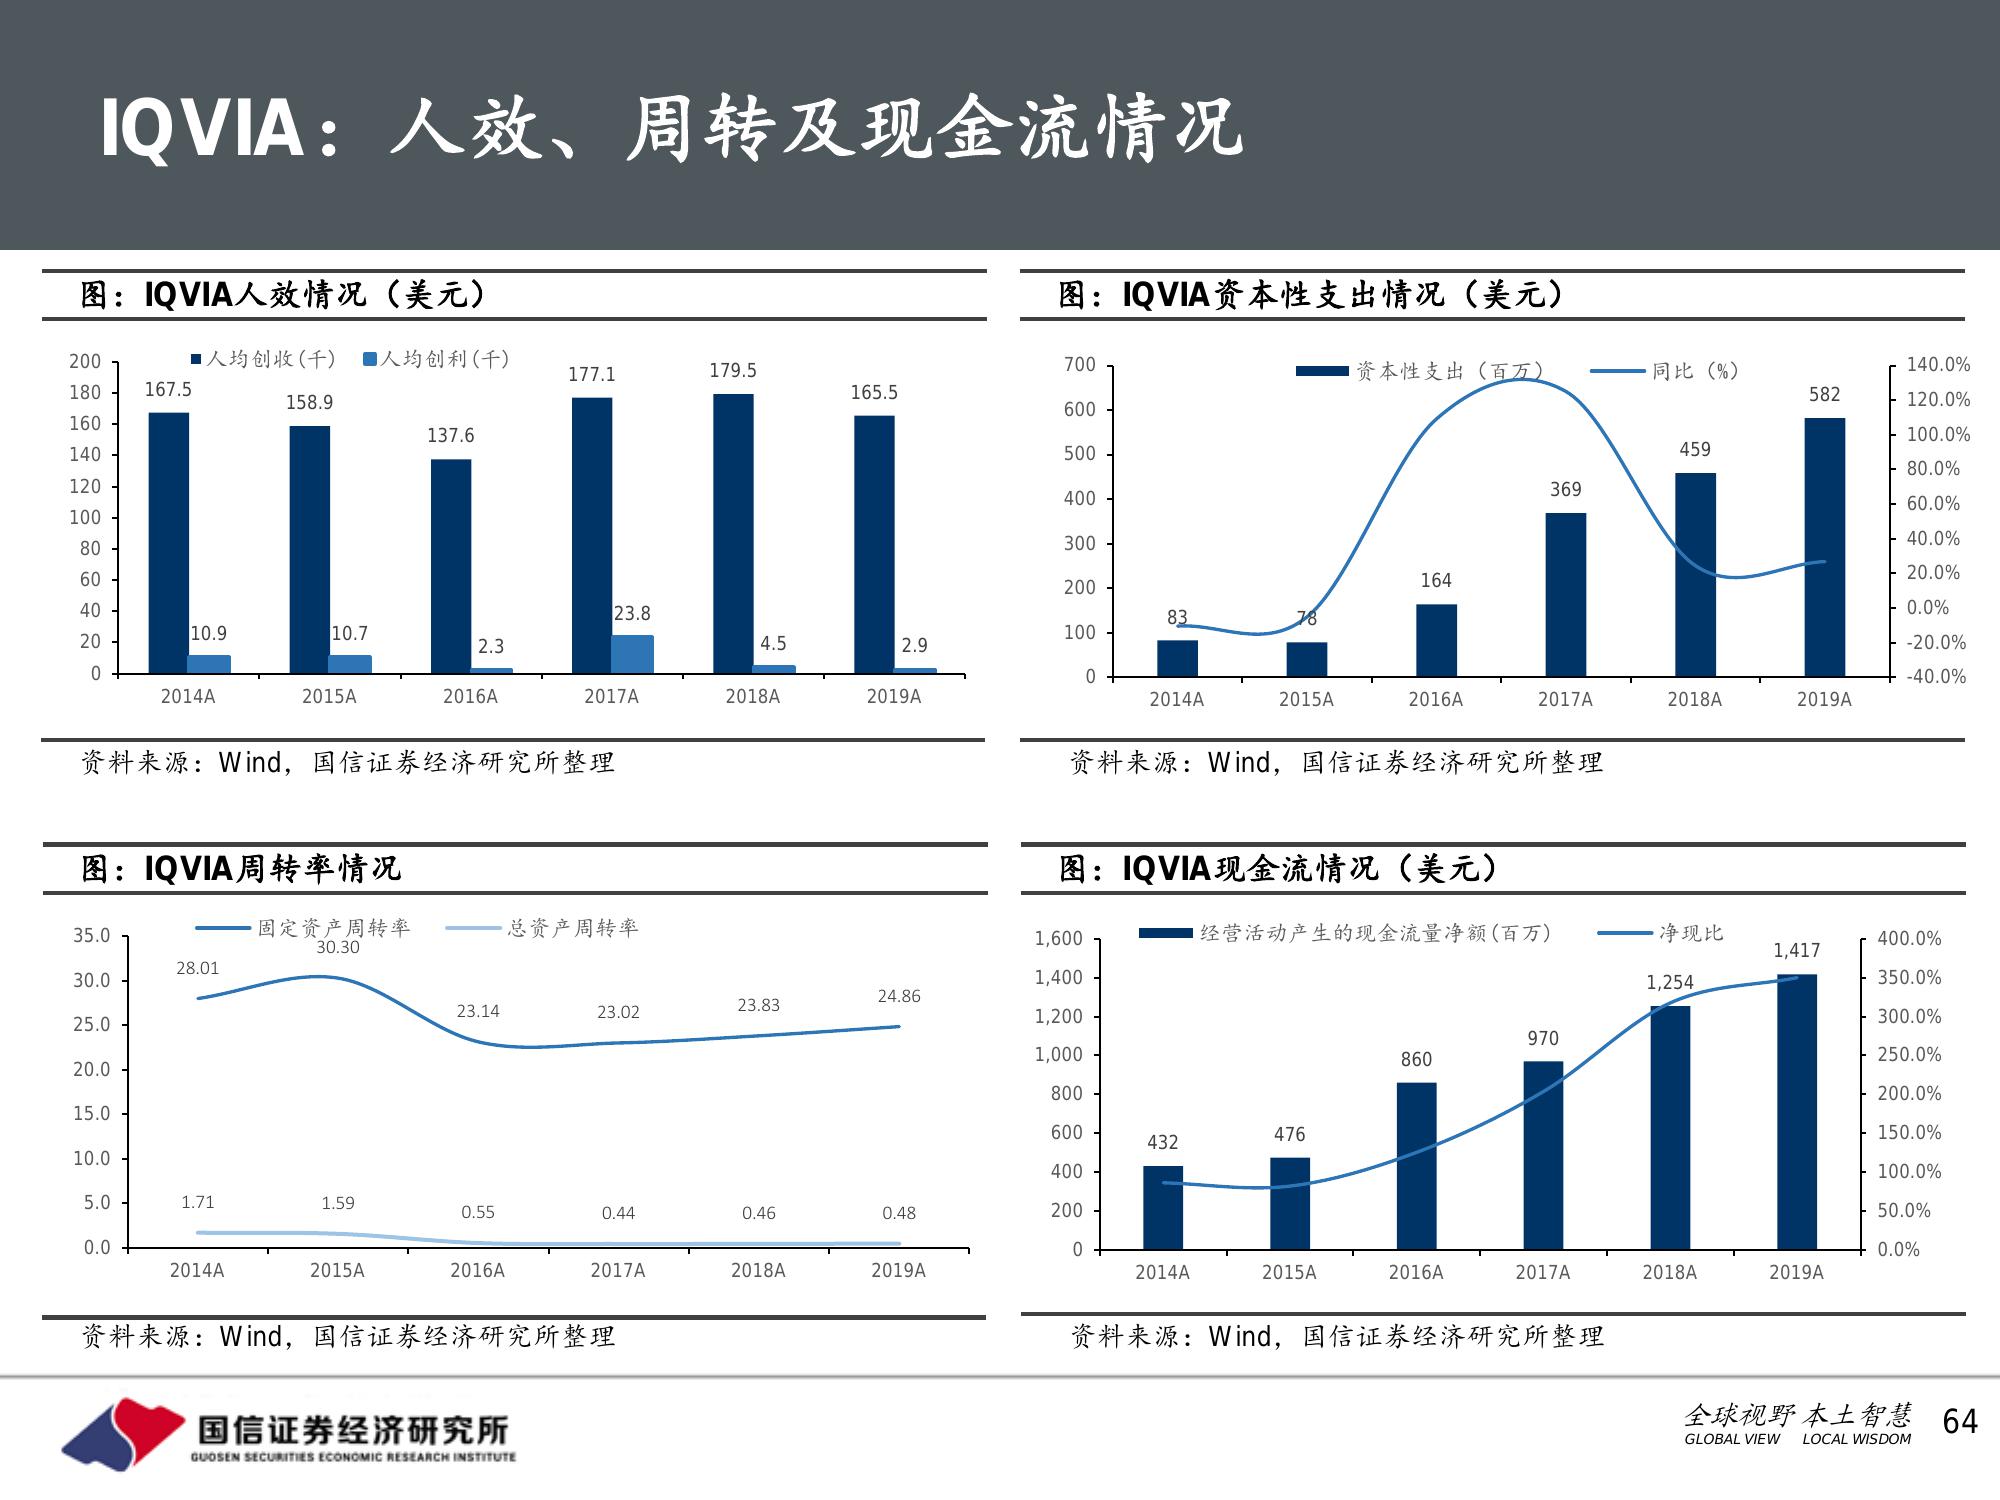 IQVIA：人效、周转及现金流情况
图：IQVIA人效情况（美元）
人均创收(千) 人均创利(千)
200
180
160
140
120
100
80
60
40
20
0
167.5 158.9 137.6 177.1 179.5 165.5
10.9 10.7 2.3 23.8 4.5 2.9
2014A 2015A 2016A 2017A 2018A 2019A
资料来源：Wind，国信证券经济研究所整理
图：IQVIA资本性支出情况（美元）
资本性支出（百万） 同比（%）
700
600
500
400
300
200
100
0
83 78 164 369 459 582
140.0%
120.0%
100.0%
80.0%
60.0%
40.0%
20.0%
0.0%
-20.0%
-40.0%
2014A 2015A 2016A 2017A 2018A 2019A
资料来源：Wind，国信证券经济研究所整理
图：IQVIA周转率情况
固定资产周转率 总资产周转率
35.0
30.0
25.0
20.0
15.0
10.0
5.0
0.0
28.01 30.30 23.14 23.02 23.83 24.86
1.71 1.59 0.55 0.44 0.46 0.48
2014A 2015A 2016A 2017A 2018A 2019A
资料来源：Wind，国信证券经济研究所整理
图：IQVIA现金流情况（美元）
经营活动产生的现金流量净额(百万) 净现比
1,600
1,400
1,200
1,000
800
600
400
200
0
432 476 860 970 1,254 1,417
400.0%
350.0%
300.0%
250.0%
200.0%
150.0%
100.0%
50.0%
0.0%
2014A 2015A 2016A 2017A 2018A 2019A
资料来源：Wind，国信证券经济研究所整理
国信证券经济研究所
GUOSEN SECURITIES ECONOMIC RESEARCH INSTITUTE
全球视野 本土智慧
GLOBAL VIEW LOCAL WISDOM
64